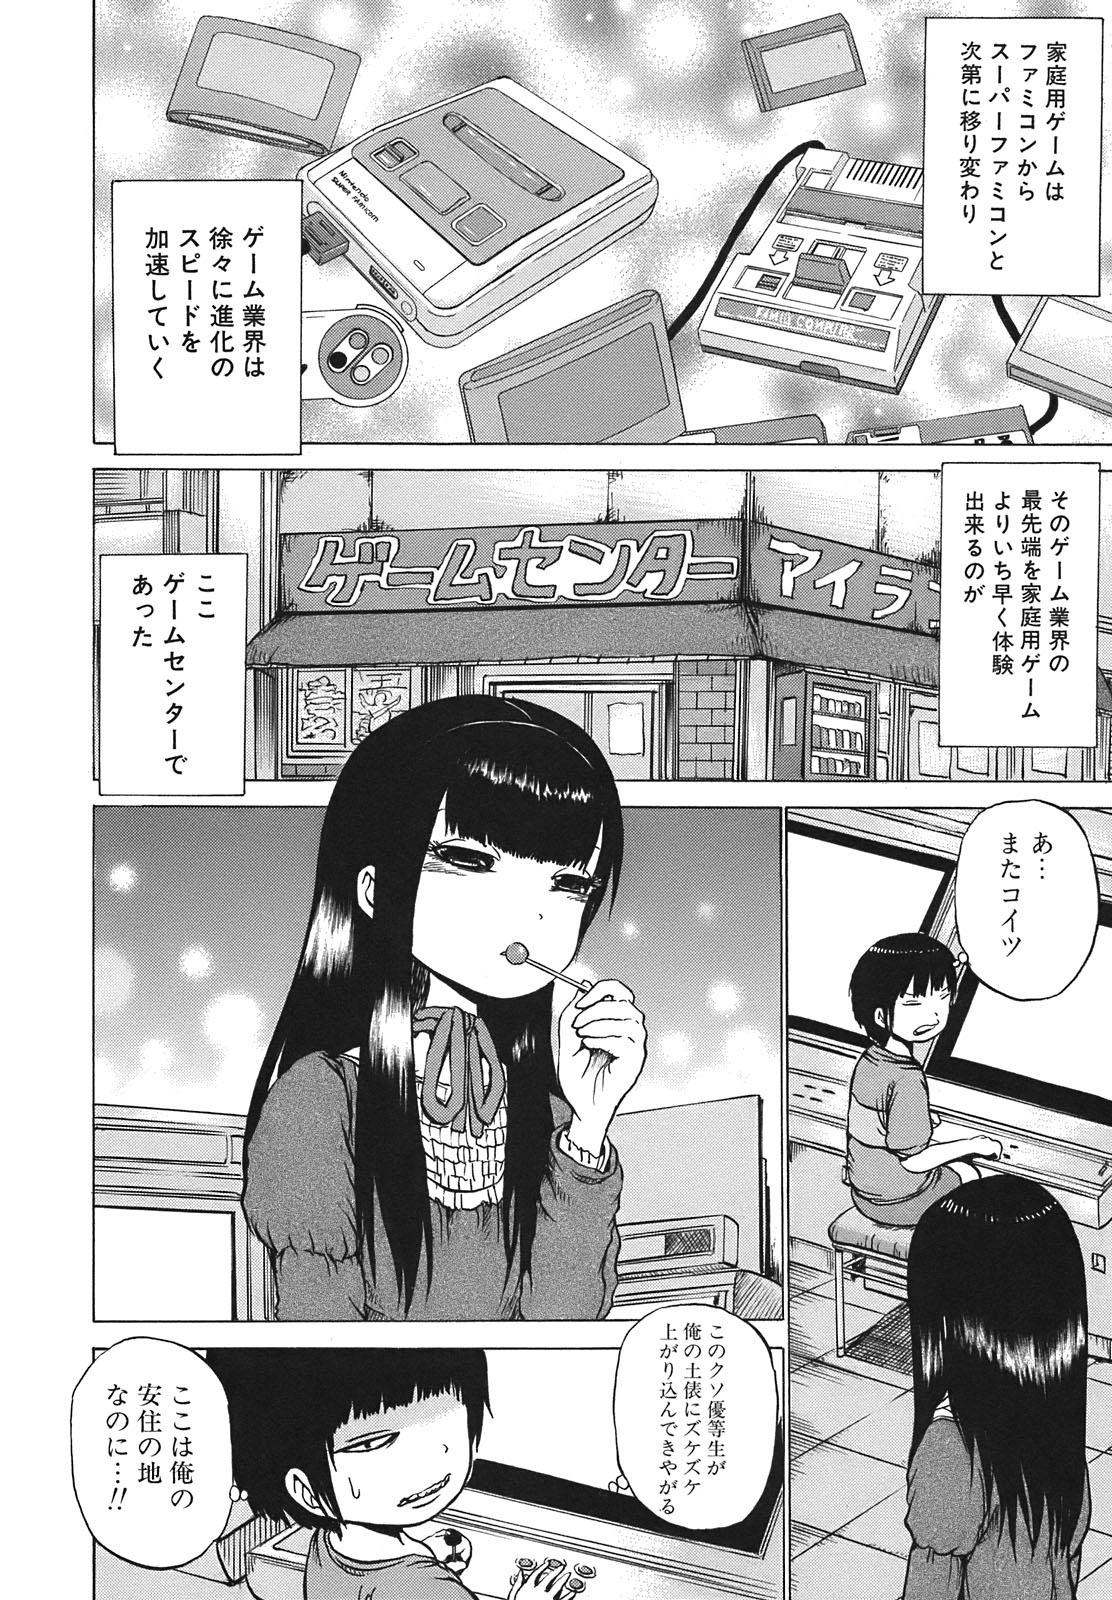 家庭用ゲームは
ファミコンから
スーパーファミコンと
次第に移り変わり
Nintendo
SUPER FAMICOM
FAMILY COMPUTER
ゲーム業界は
徐々に進化の
スピードを
加速していく
そのゲーム業界の
最先端を家庭用ゲーム
よりいち早く体験
出来るのが
ゲームセンター アイラン
ここ
ゲームセンターで
あった
あ…
またコイツ
このクソ優等生が
俺の土俵にズケズケ
上がり込んできやがる
ここは俺の
安住の地
なのに…!!